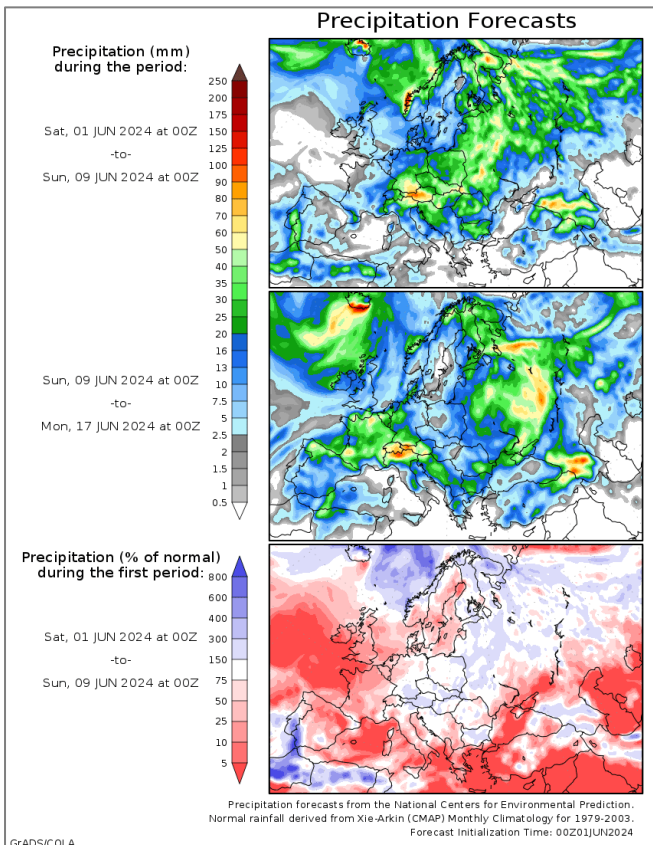 Precipitation Forecasts
Precipitation (mm)
during the period:
Sat, 01 JUN 2024 at 00Z
-to-
Sun, 09 JUN 2024 at 00Z
250
200
175
150
125
100
90
80
70
60
50
40
35
30
25
20
16
13
10
7.5
5
2.5
2
1.5
1
0.5
Sun, 09 JUN 2024 at 00Z
-to-
Mon, 17 JUN 2024 at 00Z
Precipitation (% of normal)
during the first period:
Sat, 01 JUN 2024 at 00Z
-to-
Sun, 09 JUN 2024 at 00Z
800
600
400
300
150
75
50
25
10
5
Precipitation forecasts from the National Centers for Environmental Prediction.
Normal rainfall derived from Xie-Arkin (CMAP) Monthly Climatology for 1979-2003.
Forecast Initialization Time: 00Z01JUN2024
GrADS/COLA